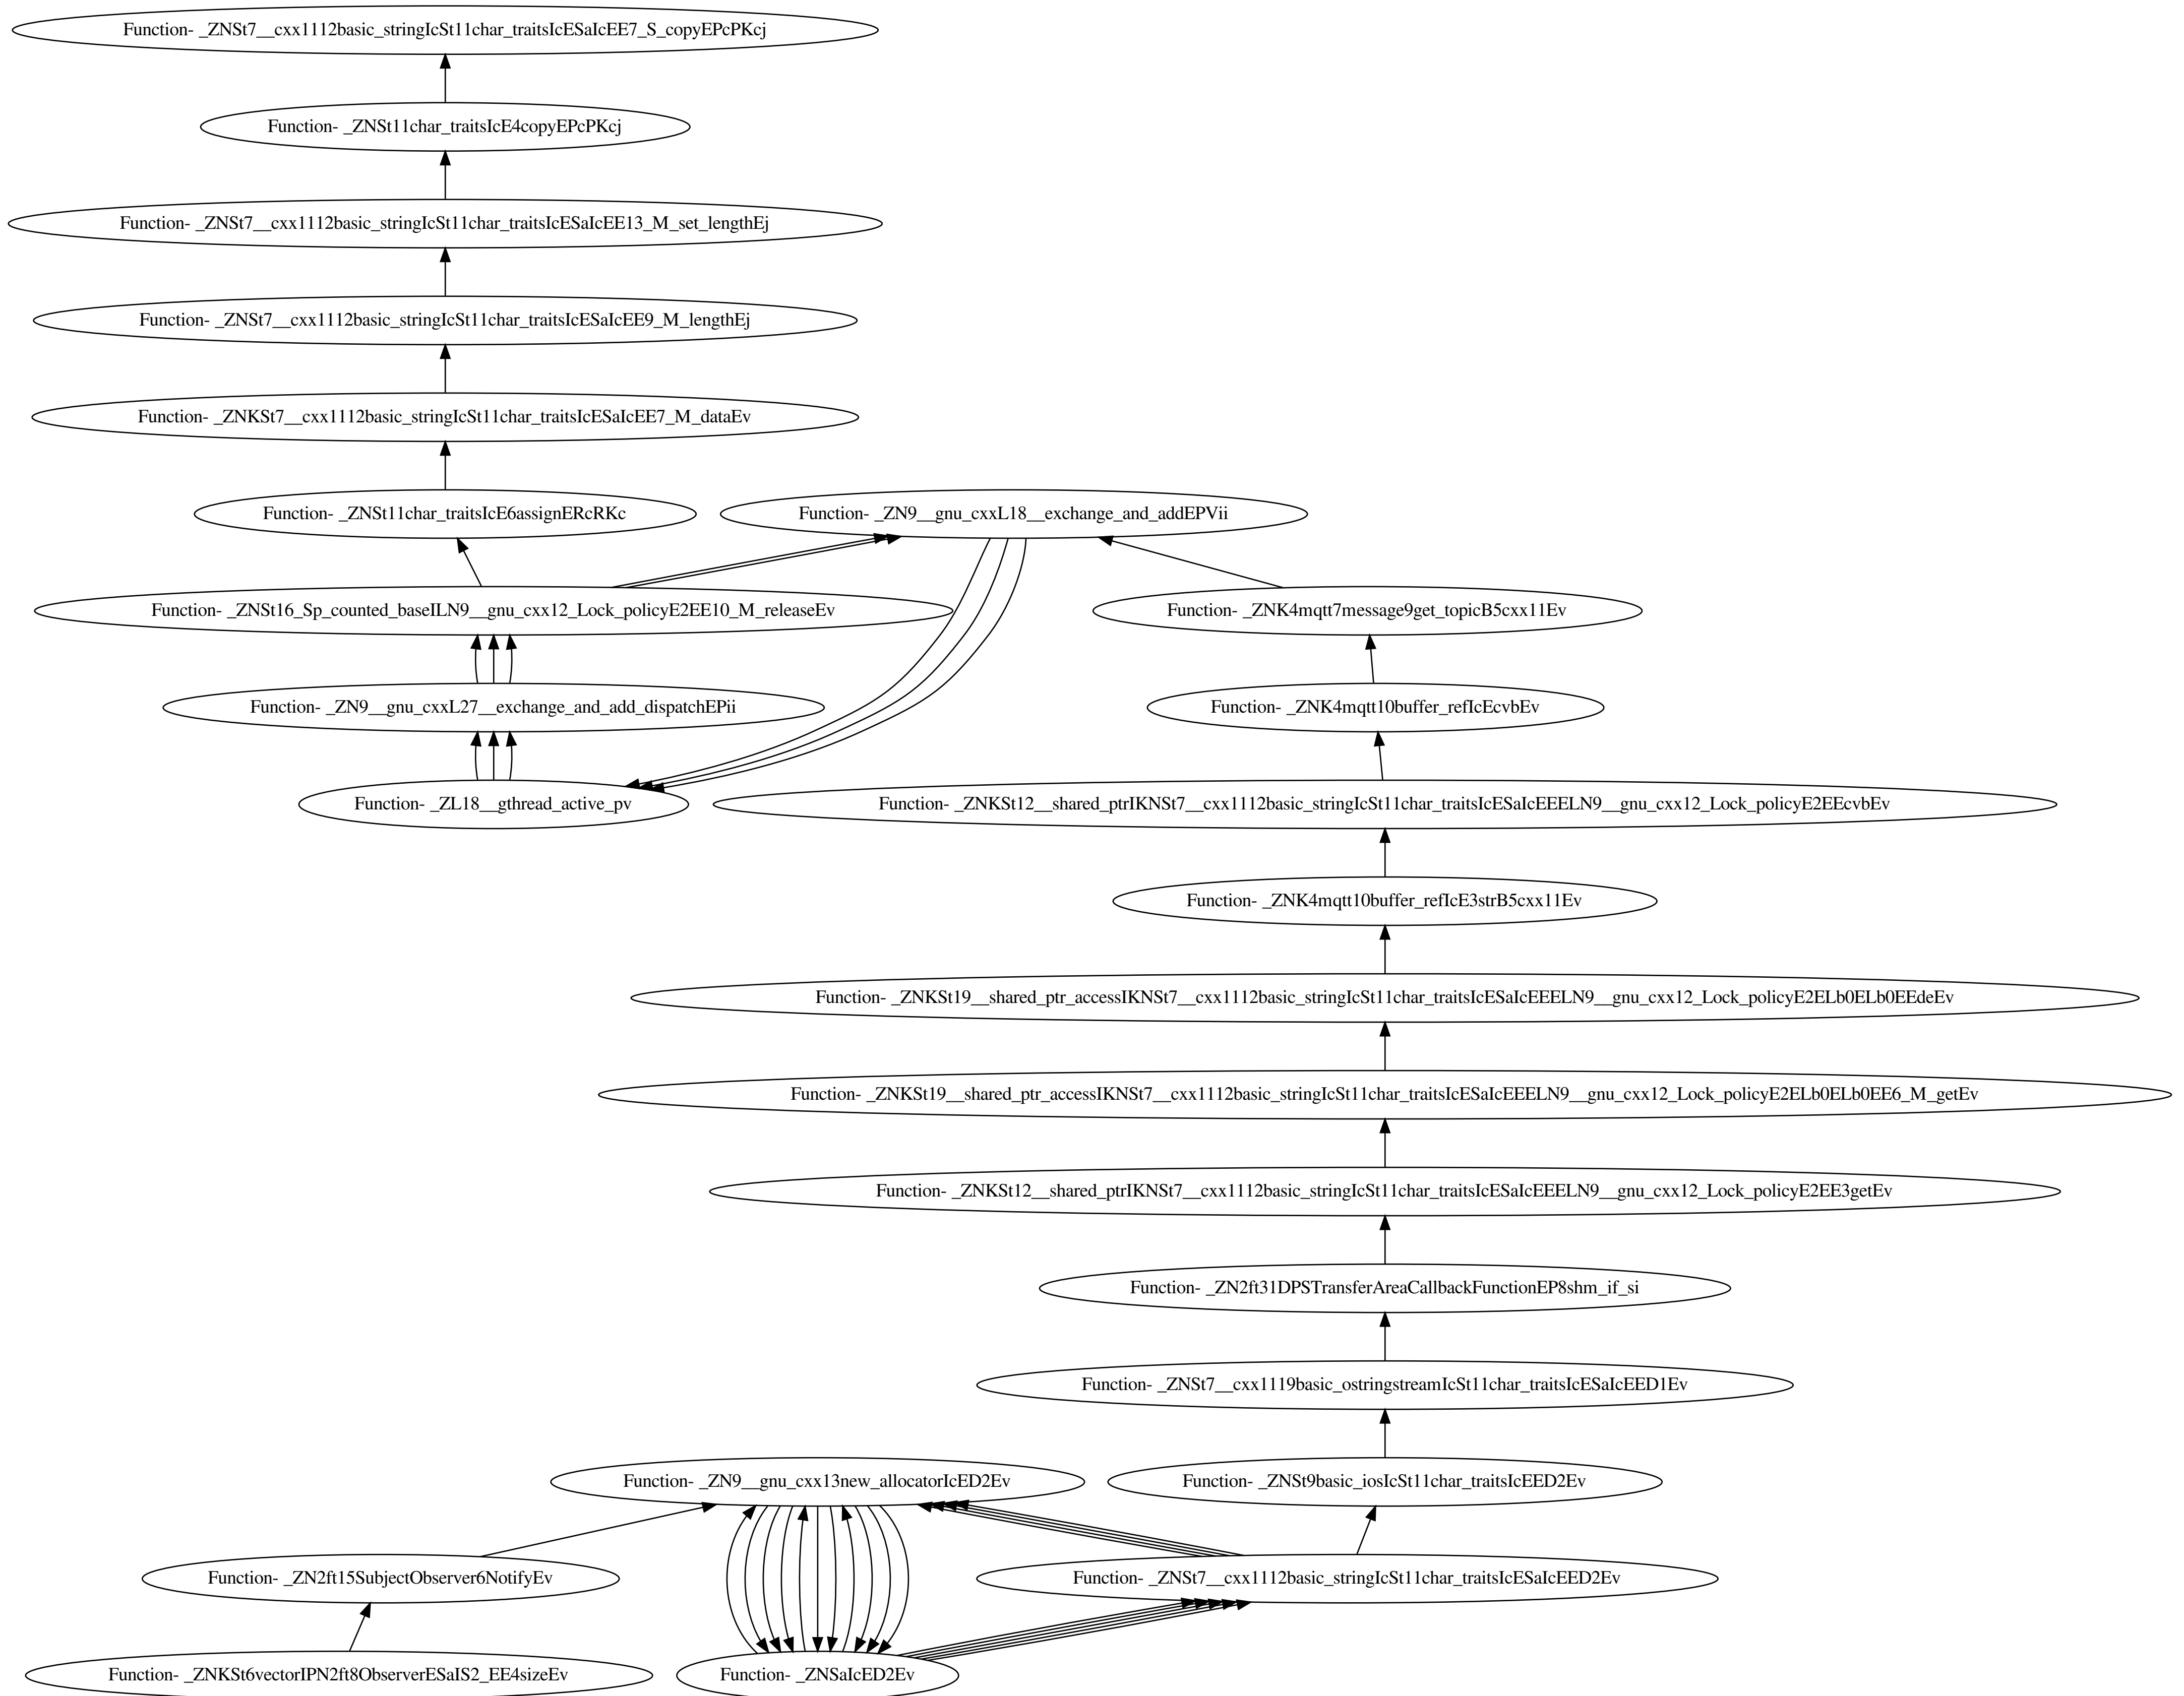 Function- _ZNSt7__cxx1112basic_stringIcSt11char_traitsIcESaIcEE7_S_copyEPcPKcj
Function- _ZNSt11char_traitsIcE4copyEPcPKcj
Function- _ZNSt7__cxx1112basic_stringIcSt11char_traitsIcESaIcEE13_M_set_lengthEj
Function- _ZNSt7__cxx1112basic_stringIcSt11char_traitsIcESaIcEE9_M_lengthEj
Function- _ZNKSt7__cxx1112basic_stringIcSt11char_traitsIcESaIcEE7_M_dataEv
Function- _ZNSt11char_traitsIcE6assignERcRKc
Function- _ZN9__gnu_cxxL18__exchange_and_addEPVii
Function- _ZNSt16_Sp_counted_baseILN9__gnu_cxx12_Lock_policyE2EE10_M_releaseEv
Function- _ZNK4mqtt7message9get_topicB5cxx11Ev
Function- _ZN9__gnu_cxxL27__exchange_and_add_dispatchEPii
Function- _ZNK4mqtt10buffer_refIcEcvbEv
Function- _ZL18__gthread_active_pv
Function- _ZNKSt12__shared_ptrIKNSt7__cxx1112basic_stringIcSt11char_traitsIcESaIcEEELN9__gnu_cxx12_Lock_policyE2EEcvbEv
Function- _ZNK4mqtt10buffer_refIcE3strB5cxx11Ev
Function- _ZNKSt19__shared_ptr_accessIKNSt7__cxx1112basic_stringIcSt11char_traitsIcESaIcEEELN9__gnu_cxx12_Lock_policyE2ELb0ELb0EEdeEv
Function- _ZNKSt19__shared_ptr_accessIKNSt7__cxx1112basic_stringIcSt11char_traitsIcESaIcEEELN9__gnu_cxx12_Lock_policyE2ELb0ELb0EE6_M_getEv
Function- _ZNKSt12__shared_ptrIKNSt7__cxx1112basic_stringIcSt11char_traitsIcESaIcEEELN9__gnu_cxx12_Lock_policyE2EE3getEv
Function- _ZN2ft31DPSTransferAreaCallbackFunctionEP8shm_if_si
Function- _ZNSt7__cxx1119basic_ostringstreamIcSt11char_traitsIcESaIcEED1Ev
Function- _ZN9__gnu_cxx13new_allocatorIcED2Ev
Function- _ZNSt9basic_iosIcSt11char_traitsIcEED2Ev
Function- _ZN2ft15SubjectObserver6NotifyEv
Function- _ZNSt7__cxx1112basic_stringIcSt11char_traitsIcESaIcEED2Ev
Function- _ZNKSt6vectorIPN2ft8ObserverESaIS2_EE4sizeEv
Function- _ZNSaIcED2Ev